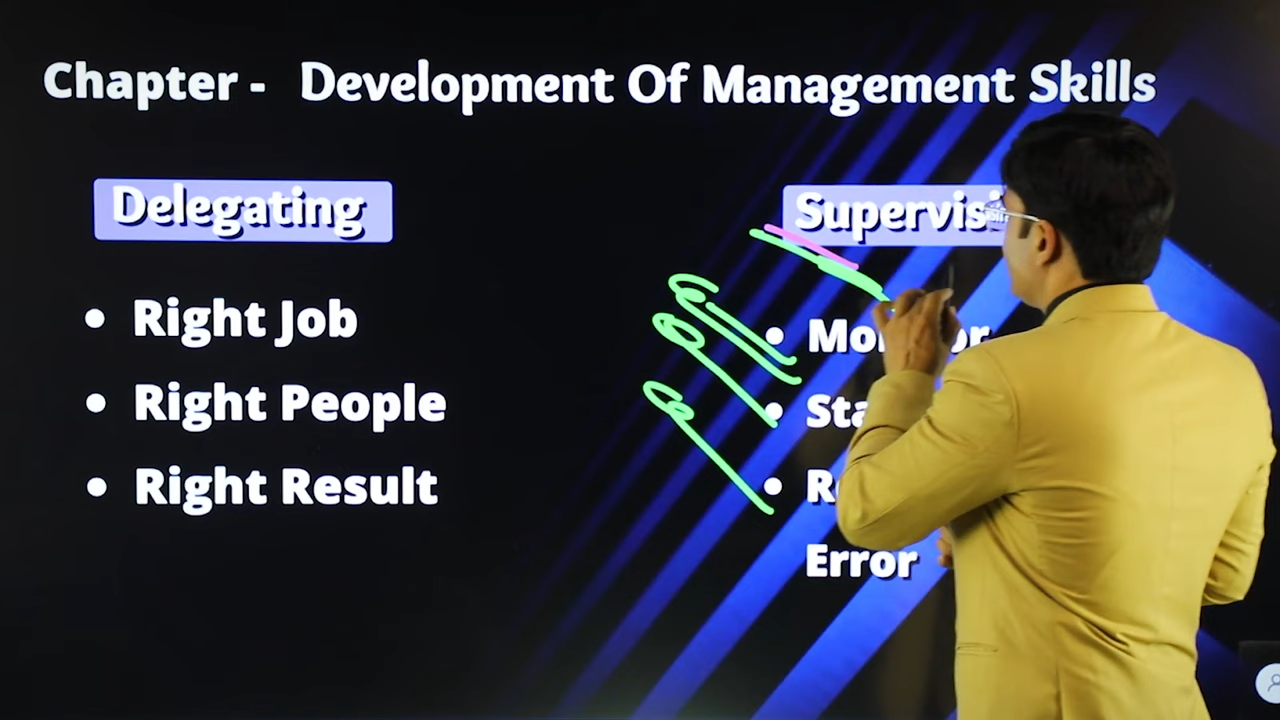 Chapter - Development Of Management Skills
Delegating
• Right Job
• Right People
• Right Result
Error